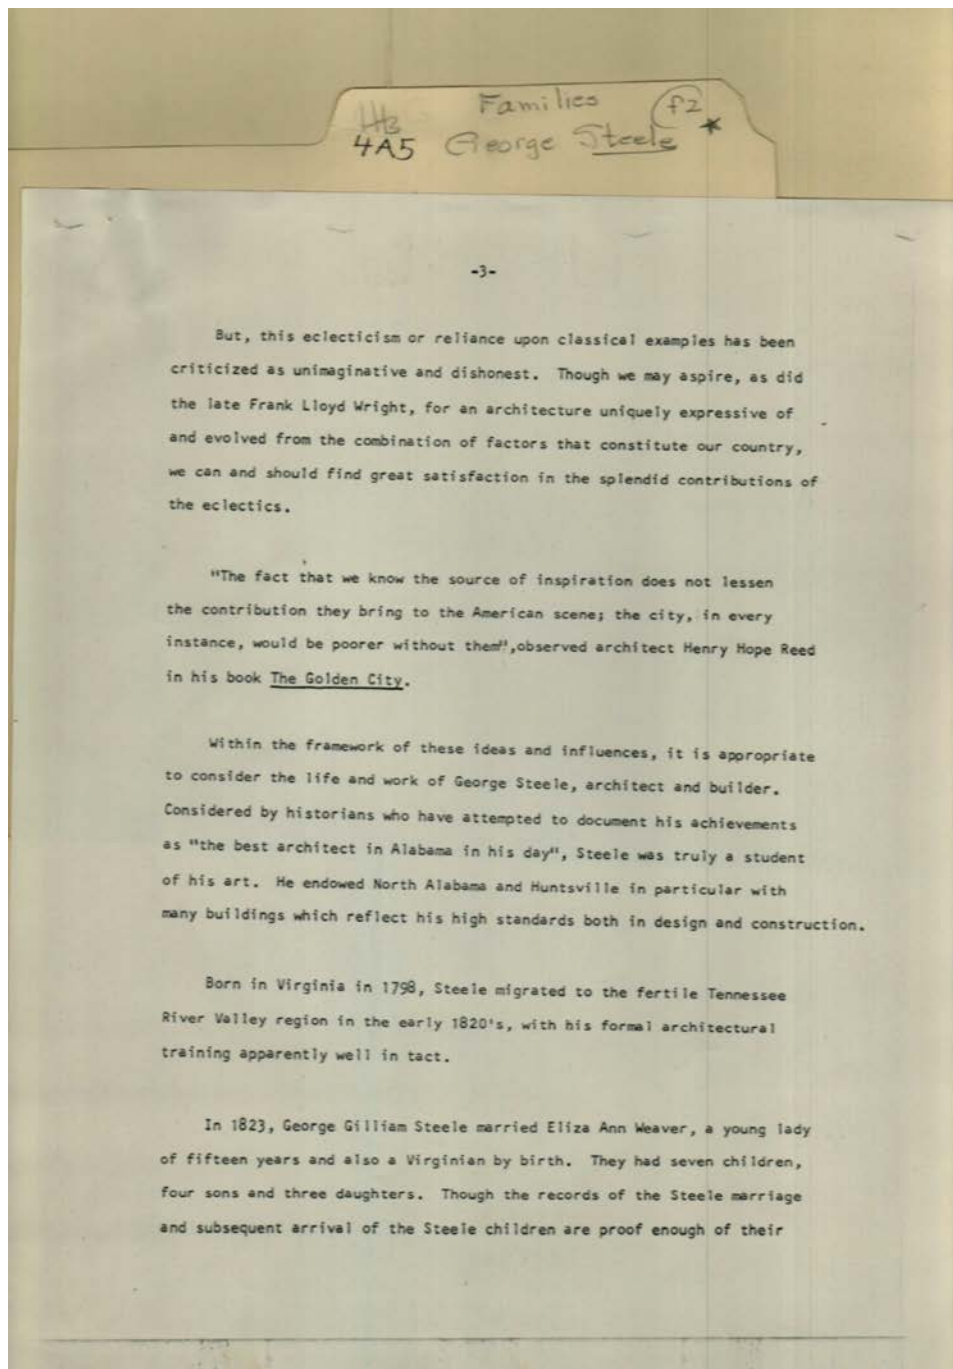 Families f2
HHB
4A5 George Steele *
-3-
But, this eclecticism or reliance upon classical examples has been
criticized as unimaginative and dishonest. Though we may aspire, as did
the late Frank Lloyd Wright, for an architecture uniquely expressive of
and evolved from the combination of factors that constitute our country,
we can and should find great satisfaction in the splendid contributions of
the eclectics.
"The fact that we know the source of inspiration does not lessen
the contribution they bring to the American scene; the city, in every
instance, would be poorer without them",observed architect Henry Hope Reed
in his book The Golden City.
Within the framework of these ideas and influences, it is appropriate
to consider the life and work of George Steele, architect and builder.
Considered by historians who have attempted to document his achievements
as "the best architect in Alabama in his day", Steele was truly a student
of his art. He endowed North Alabama and Huntsville in particular with
many buildings which reflect his high standards both in design and construction.
Born in Virginia in 1798, Steele migrated to the fertile Tennessee
River Valley region in the early 1820's, with his formal architectural
training apparently well in tact.
In 1823, George Gilliam Steele married Eliza Ann Weaver, a young lady
of fifteen years and also a Virginian by birth. They had seven children,
four sons and three daughters. Though the records of the Steele marriage
and subsequent arrival of the Steele children are proof enough of their